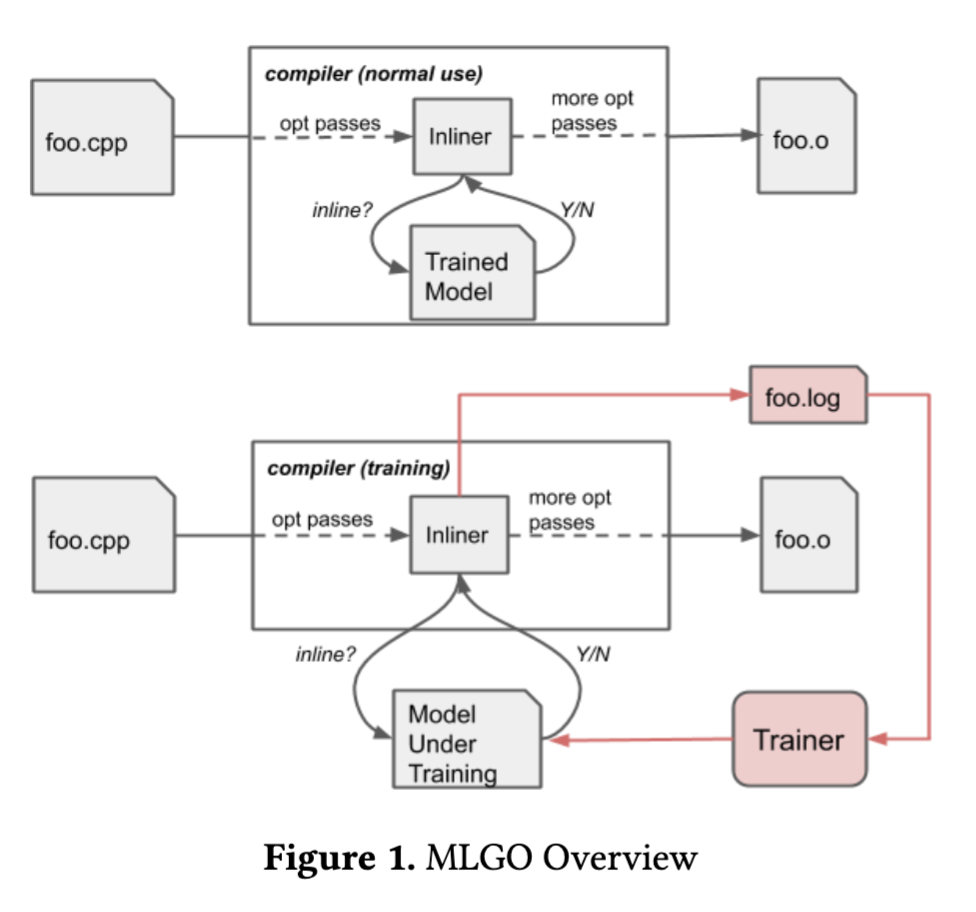 compiler (normal use)
foo.cpp
opt passes
Inliner
more opt
passes
foo.o
inline?
Y/N
Trained
Model
foo.log
compiler (training)
foo.cpp
opt passes
Inliner
more opt
passes
foo.o
inline?
Y/N
Model
Under
Training
Trainer
Figure 1. MLGO Overview